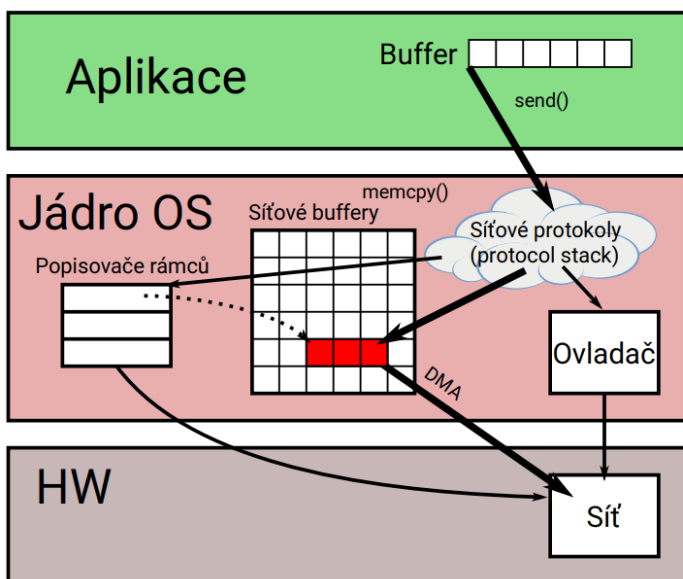 Aplikace
Buffer
send()
Jádro OS
memcpy()
Síťové buffery
Síťové protokoly
(protocol stack)
Popisovače rámců
Ovladač
DMA
HW
Síť